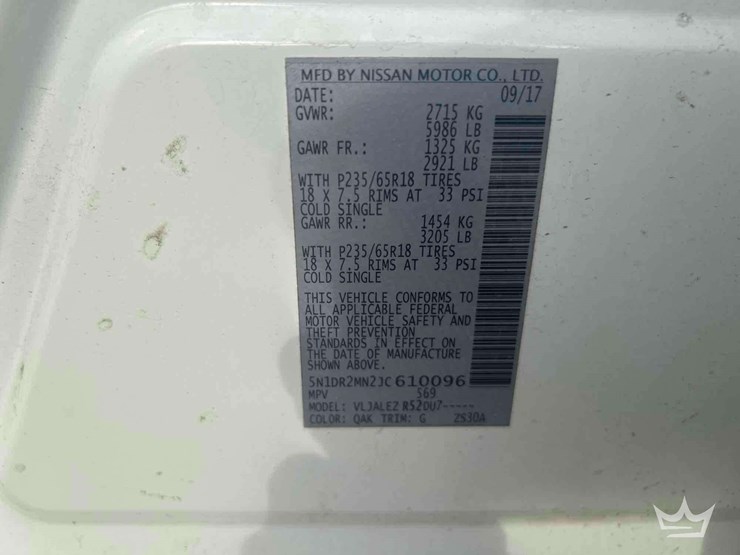 MFD BY NISSAN MOTOR CO., LTD.
DATE: 09/17
GVWR: 2715 KG
5986 LB
GAWR FR.: 1325 KG
2921 LB
WITH P235/65R18 TIRES
18 X 7.5 RIMS AT 33 PSI
COLD SINGLE
GAWR RR.: 1454 KG
3205 LB
WITH P235/65R18 TIRES
18 X 7.5 RIMS AT 33 PSI
COLD SINGLE
THIS VEHICLE CONFORMS TO
ALL APPLICABLE FEDERAL
MOTOR VEHICLE SAFETY AND
THEFT PREVENTION
STANDARDS IN EFFECT ON
THE DATE OF MANUFACTURE
SHOWN ABOVE.
5N1DR2MN2JC610096
MPV 569
MODEL: VLJALEZ R52DU7-----
COLOR: QAK TRIM: G 2S30A